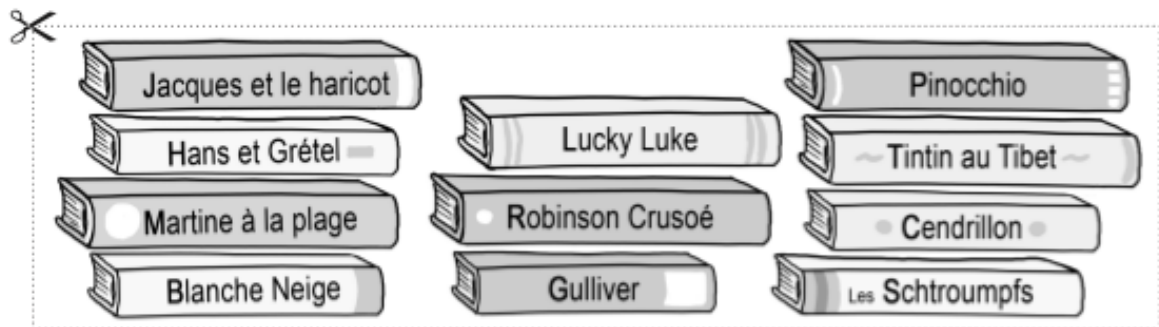 Jacques et le haricot
Hans et Grétel
Martine à la plage
Blanche Neige
Lucky Luke
Robinson Crusoé
Gulliver
Pinocchio
Tintin au Tibet
Cendrillon
Les Schtroumpfs